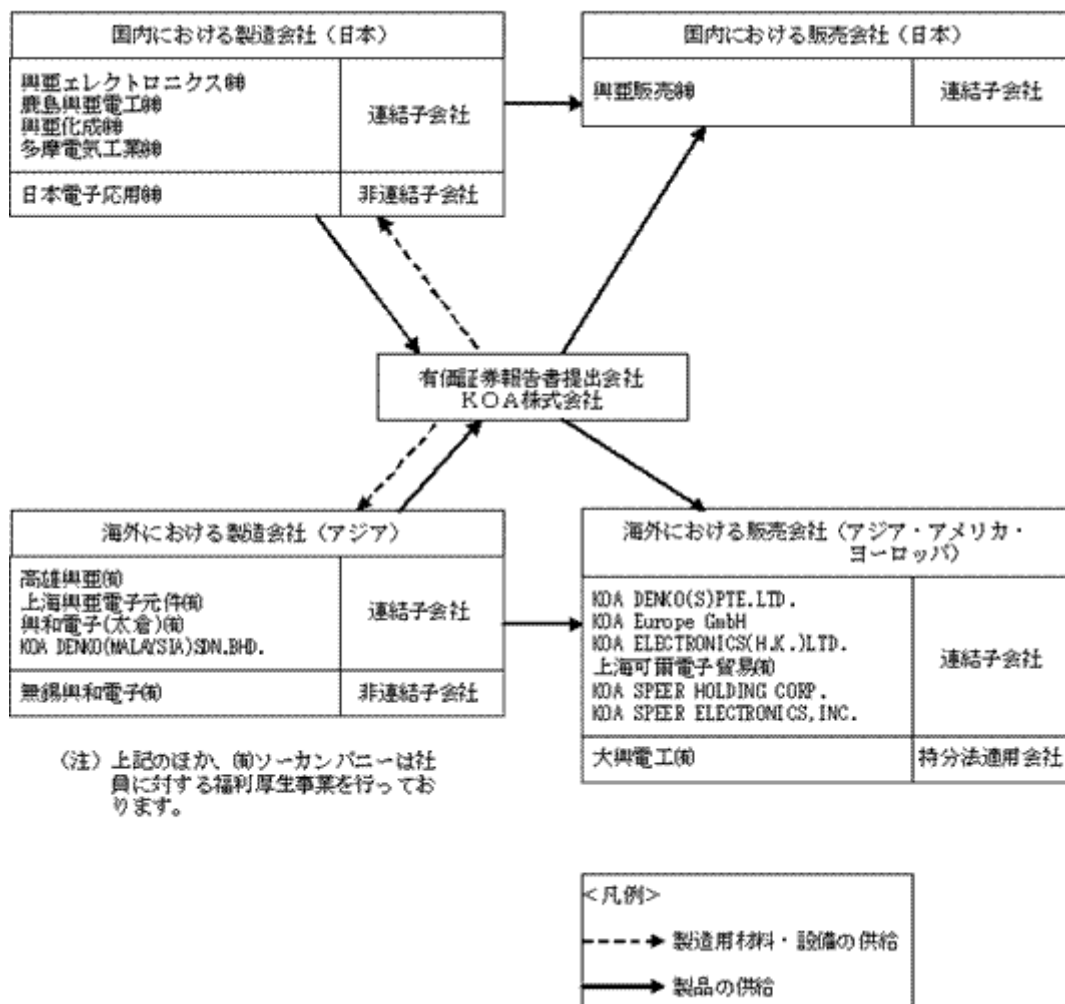 国内における製造会社（日本）
興亜エレクトロニクス㈱
鹿島興亜電工㈱
興亜化成㈱
多摩電気工業㈱
連結子会社
日本電子応用㈱
非連結子会社
国内における販売会社（日本）
興亜販売㈱
連結子会社
有価証券報告書提出会社
ＫＯＡ株式会社
海外における製造会社（アジア）
高雄興亜㈲
上海興亜電子元件㈲
興和電子(太倉)㈲
KOA DENKO(MALAYSIA)SDN.BHD.
連結子会社
無錫興和電子㈲
非連結子会社
海外における販売会社（アジア・アメリカ・
ヨーロッパ）
KOA DENKO(S)PTE.LTD.
KOA Europe GmbH
KOA ELECTRONICS(H.K.)LTD.
上海可爾電子貿易㈲
KOA SPEER HOLDING CORP.
KOA SPEER ELECTRONICS,INC.
連結子会社
大興電工㈲
持分法適用会社
（注）上記のほか、㈲ソーカンパニーは社
員に対する福利厚生事業を行ってお
ります。
＜凡例＞
製造用材料・設備の供給
製品の供給